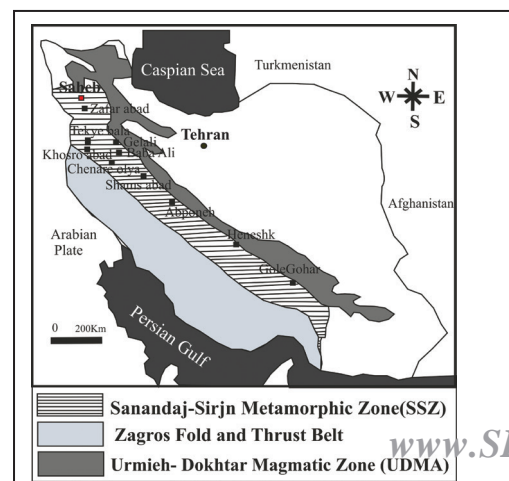 Caspian Sea
Turkmenistan
N
W E
S
Saheb
Zafar abad
Tekye bala
Gelali
Tehran
Khosro abad
Baba Ali
Chenare olya
Shams abad
Afghanistan
Abponeh
Arabian
Plate
Heneshk
GoleGohar
0 200Km
Persian Gulf
Sanandaj-Sirjn Metamorphic Zone(SSZ)
Zagros Fold and Thrust Belt
Urmieh- Dokhtar Magmatic Zone (UDMA)